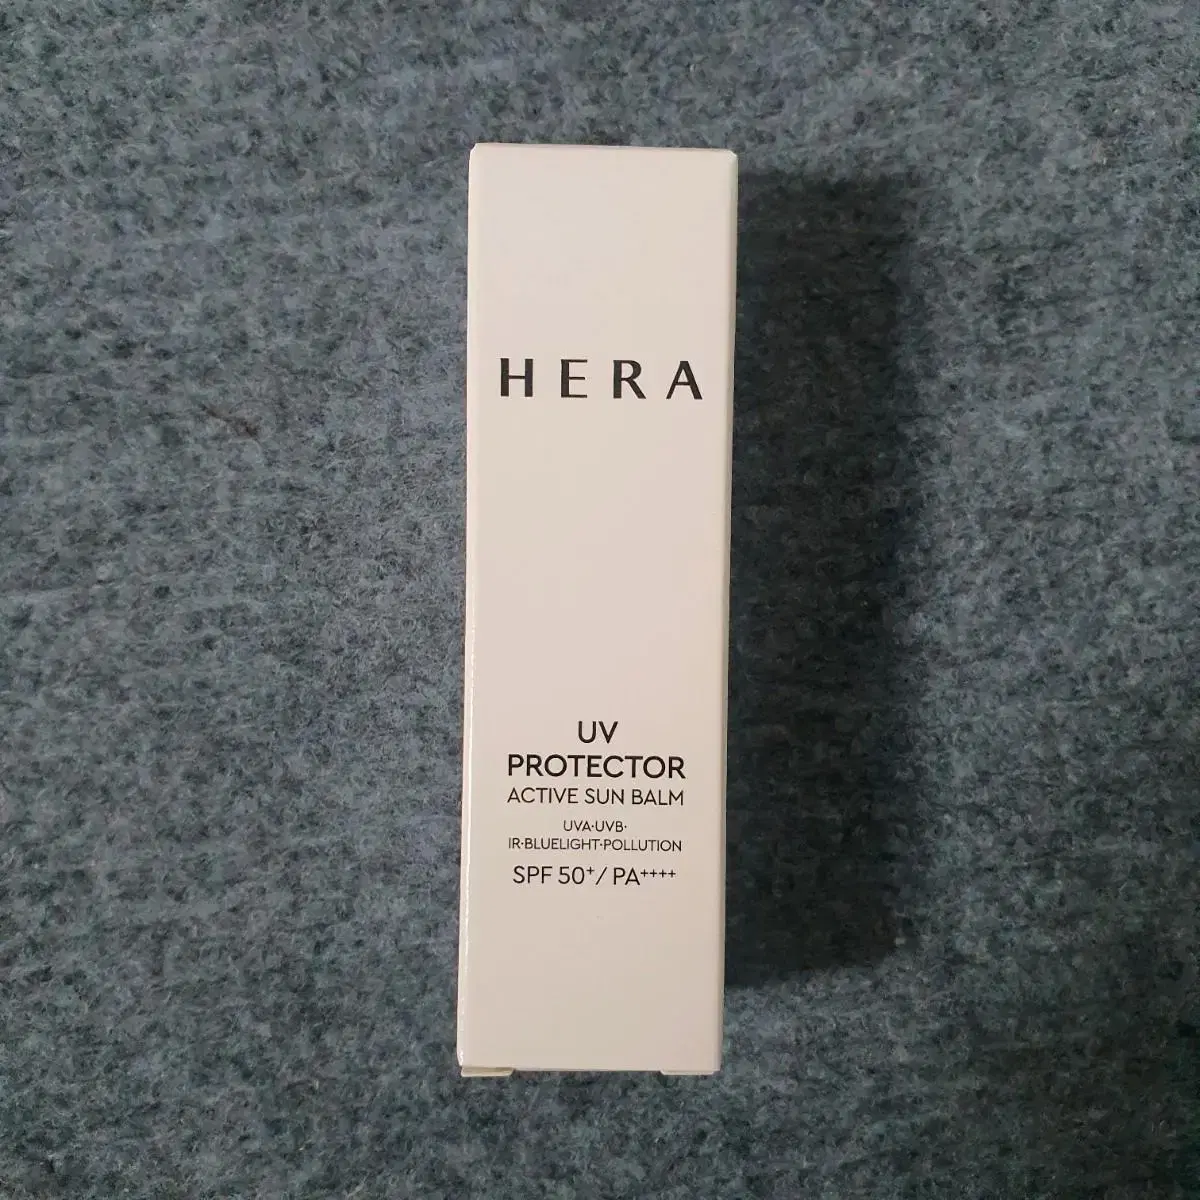 HERA
UV
PROTECTOR
ACTIVE SUN BALM
UVA·UVB·
IR·BLUELIGHT·POLLUTION
SPF 50⁺/ PA⁺⁺⁺⁺